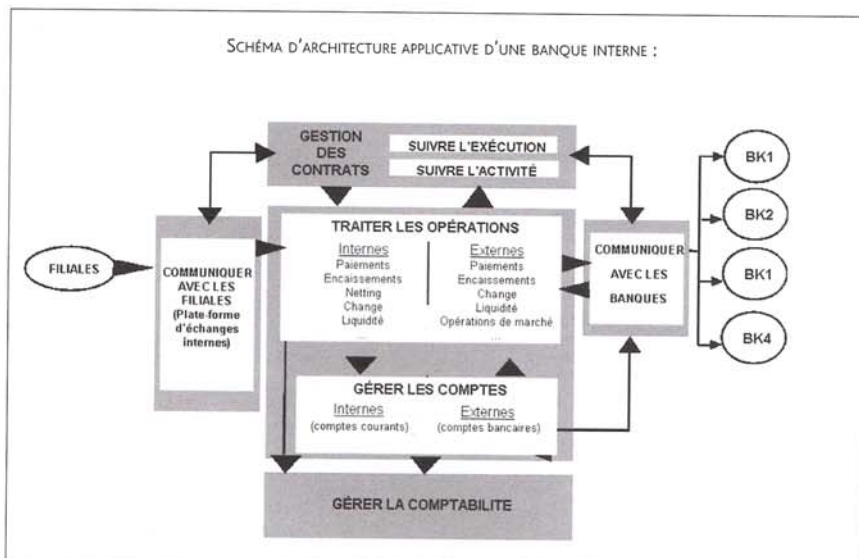 SCHÉMA D'ARCHITECTURE APPLICATIVE D'UNE BANQUE INTERNE :
GESTION
DES
CONTRATS
SUIVRE L'EXÉCUTION
SUIVRE L'ACTIVITÉ
FILIALES
COMMUNIQUER
AVEC LES
FILIALES
(Plate-forme
d'échanges
internes)
TRAITER LES OPÉRATIONS
Internes
Paiements
Encaissements
Netting
Change
Liquidité
...
Externes
Paiements
Encaissements
Change
Liquidité
Opérations de marché
...
COMMUNIQUER
AVEC LES
BANQUES
BK1
BK2
BK1
BK4
GÉRER LES COMPTES
Internes
(comptes courants)
Externes
(comptes bancaires)
GÉRER LA COMPTABILITE